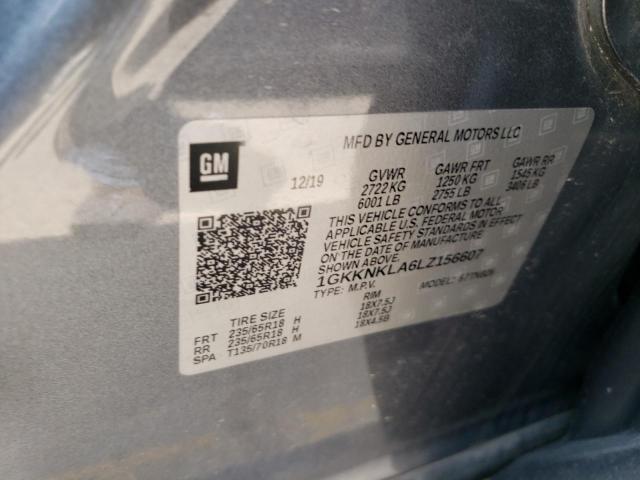 MFD BY GENERAL MOTORS LLC
GM
12/19
GVWR GAWR FRT GAWR RR
2722 KG 1250 KG 1545 KG
6001 LB 2755 LB 3406 LB
THIS VEHICLE CONFORMS TO ALL
APPLICABLE U.S. FEDERAL MOTOR
VEHICLE SAFETY STANDARDS IN EFFECT
ON THE DATE OF MANUFACTURE
SHOWN ABOVE.
1GKKNKLA6LZ156607
TYPE: M.P.V. MODEL:
TIRE SIZE RIM
FRT 235/65R18 H 18X7.5J
RR 235/65R18 H 18X7.5J
SPA T135/70R18 M 18X4.5B